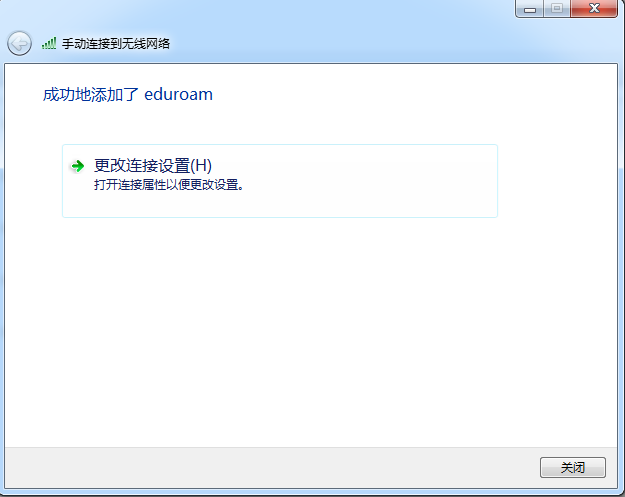 手动连接到无线网络
成功地添加了 eduroam
更改连接设置(H)
打开连接属性以便更改设置。
关闭